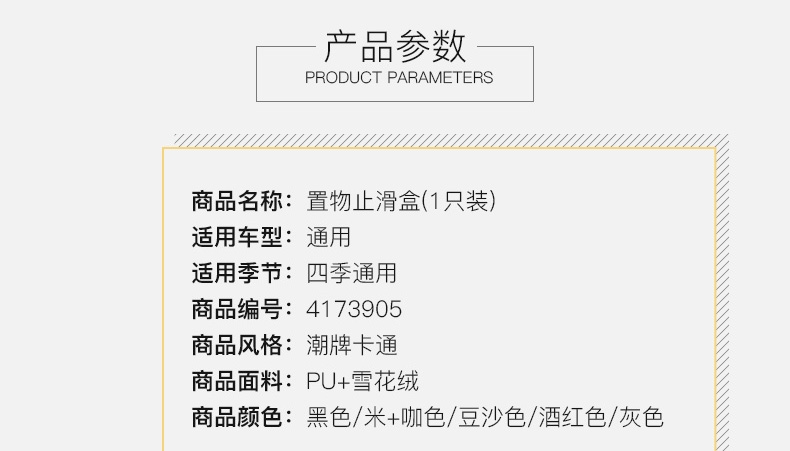 产品参数
PRODUCT PARAMETERS
商品名称：置物止滑盒(1只装)
适用车型：通用
适用季节：四季通用
商品编号：4173905
商品风格：潮牌卡通
商品面料：PU+雪花绒
商品颜色：黑色/米+咖色/豆沙色/酒红色/灰色